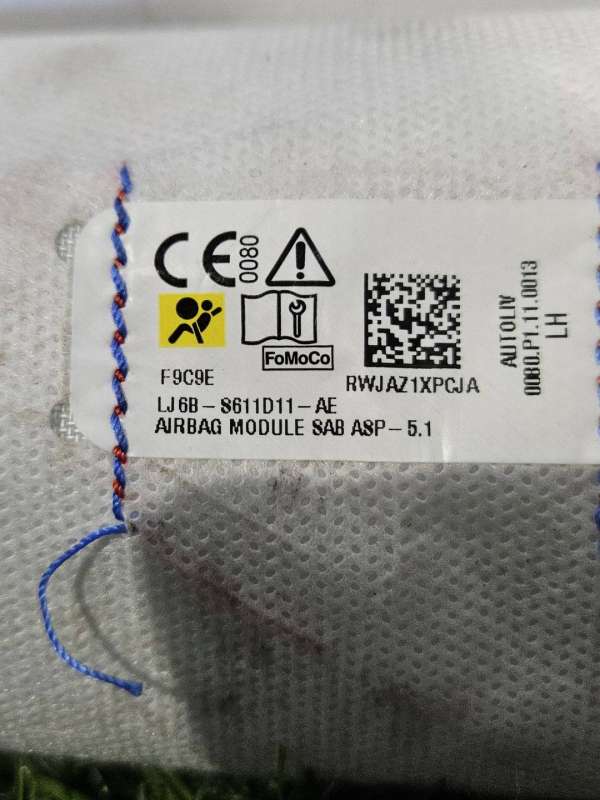 CE 0080
FoMoCo
F9C9E
RWJAZ1XPCJA
LJ6B-S611D11-AE
AIRBAG MODULE SAB ASP-5.1
AUTOLIV
0080.P1.11.0013
LH